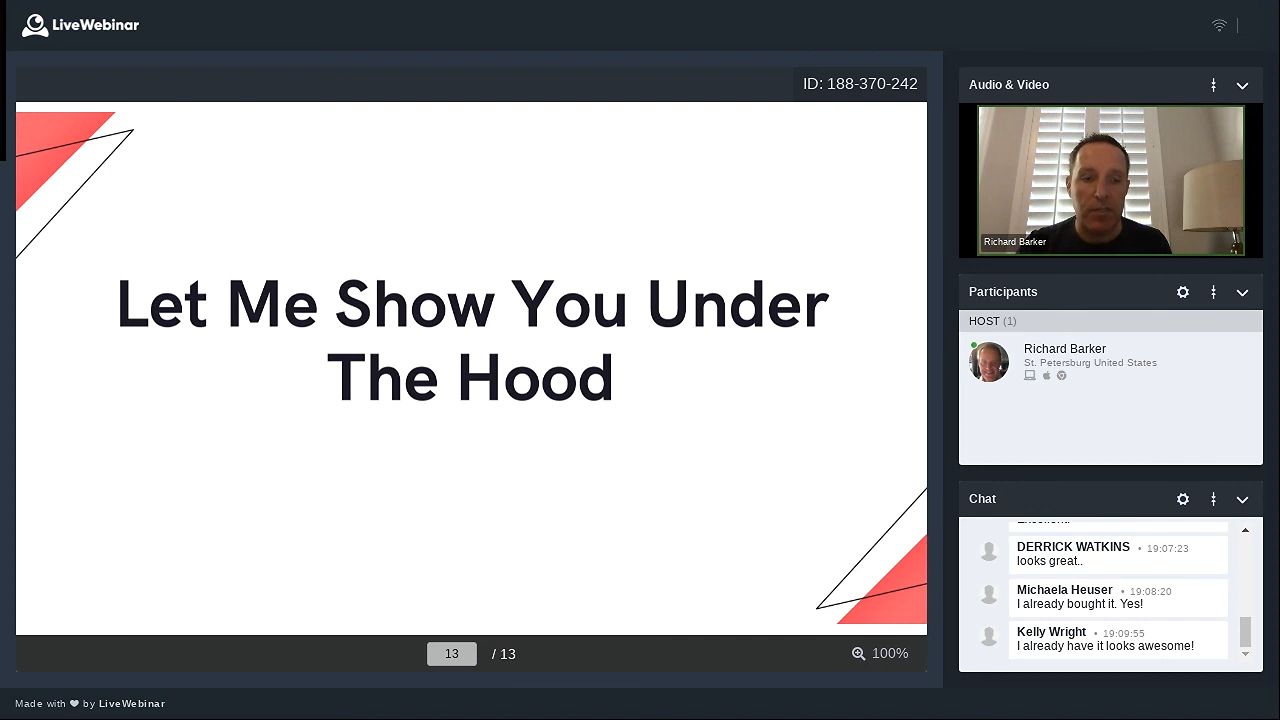 LiveWebinar
ID: 188-370-242
Let Me Show You Under
The Hood
13 / 13
100%
Audio & Video
Richard Barker
Participants
HOST (1)
Richard Barker
St. Petersburg United States
Chat
DERRICK WATKINS • 19:07:23
looks great..
Michaela Heuser • 19:08:20
I already bought it. Yes!
Kelly Wright • 19:09:55
I already have it looks awesome!
Made with by LiveWebinar